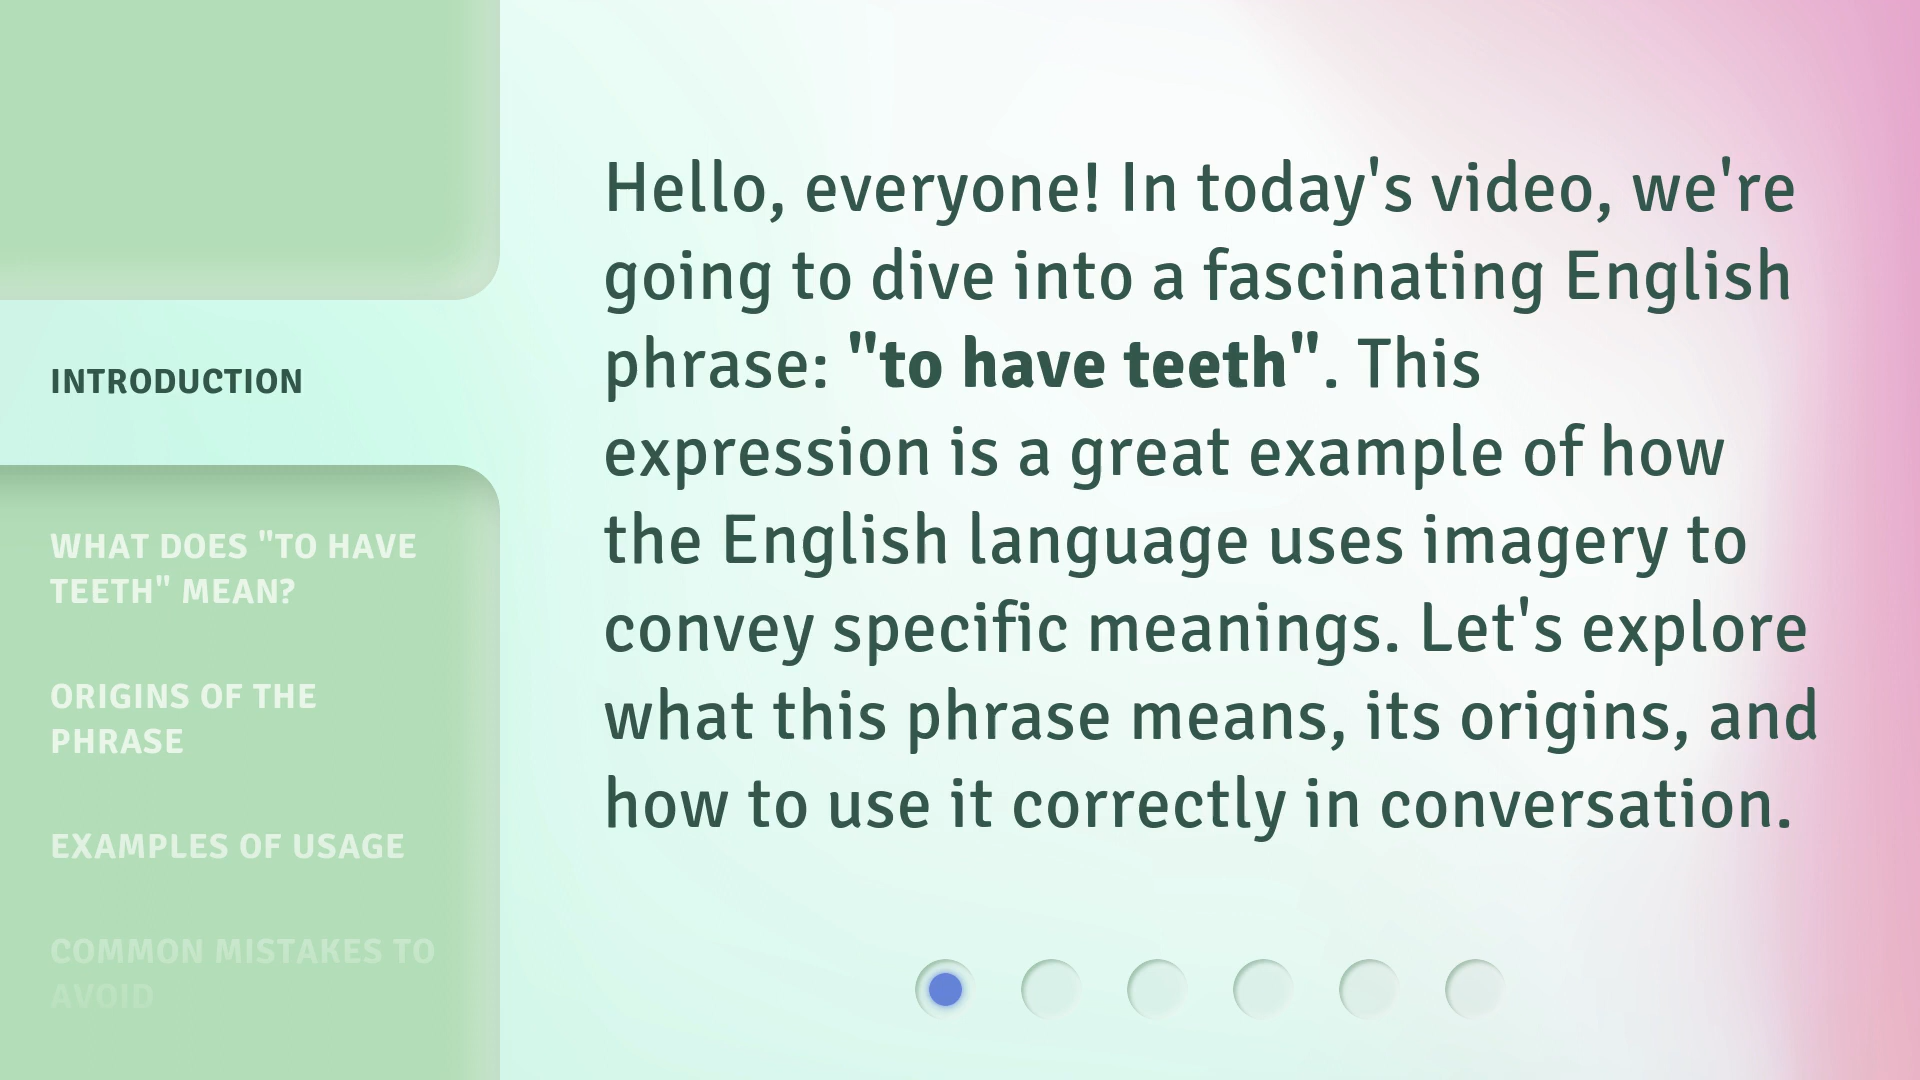 INTRODUCTION
WHAT DOES "TO HAVE
TEETH" MEAN?
ORIGINS OF THE
PHRASE
EXAMPLES OF USAGE
COMMON MISTAKES TO
AVOID
Hello, everyone! In today's video, we're
going to dive into a fascinating English
phrase: "to have teeth". This
expression is a great example of how
the English language uses imagery to
convey specific meanings. Let's explore
what this phrase means, its origins, and
how to use it correctly in conversation.